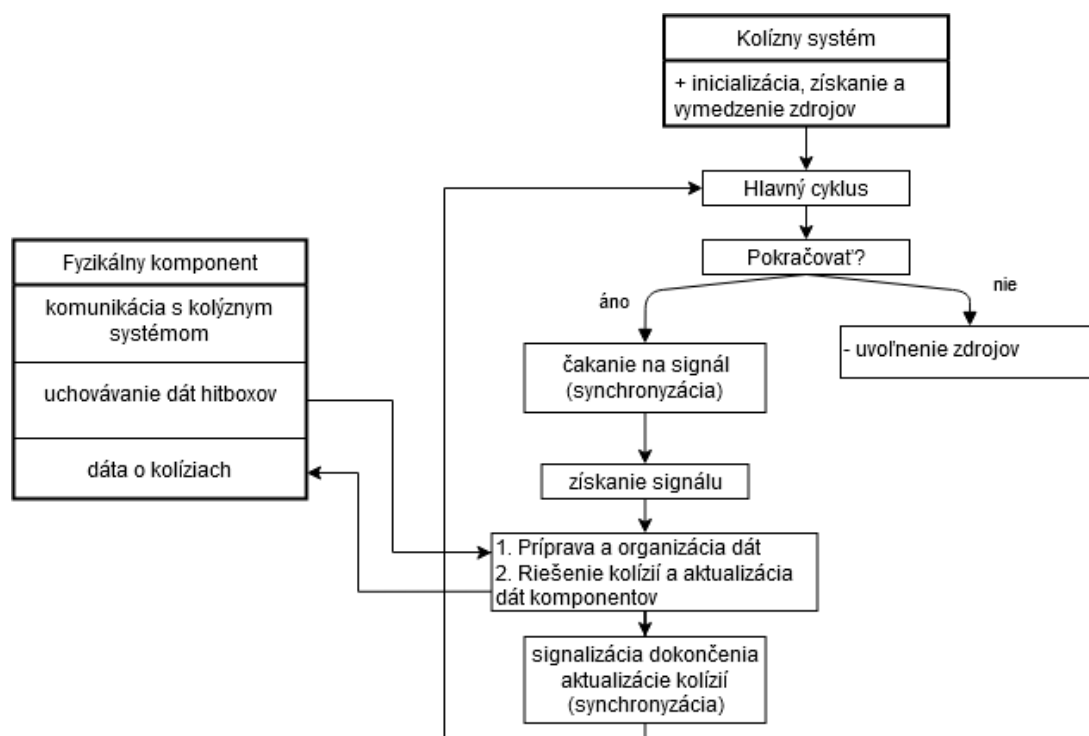 Kolízny systém
+ inicializácia, získanie a
vymedzenie zdrojov
Hlavný cyklus
Pokračovať?
áno
nie
- uvoľnenie zdrojov
čakanie na signál
(synchronyzácia)
získanie signálu
1. Príprava a organizácia dát
2. Riešenie kolízií a aktualizácia
dát komponentov
signalizácia dokončenia
aktualizácie kolízií
(synchronyzácia)
Fyzikálny komponent
komunikácia s kolýznym
systémom
uchovávanie dát hitboxov
dáta o kolíziach